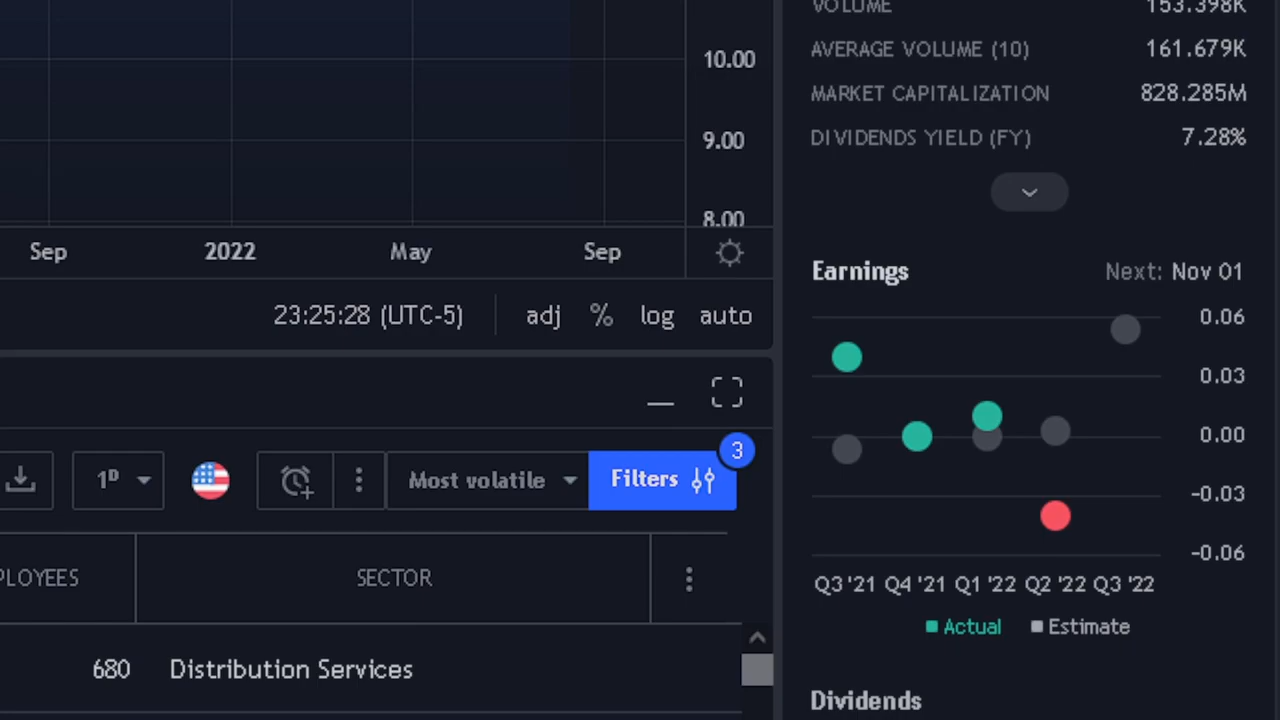 VOLUME 153.398K
AVERAGE VOLUME (10) 161.679K
MARKET CAPITALIZATION 828.285M
DIVIDENDS YIELD (FY) 7.28%
10.00
9.00
8.00
Sep 2022 May Sep
23:25:28 (UTC-5) adj % log auto
Earnings Next: Nov 01
0.06
0.03
0.00
-0.03
-0.06
Q3 '21 Q4 '21 Q1 '22 Q2 '22 Q3 '22
Actual Estimate
1D Most volatile Filters 3
PLOYEES SECTOR
680 Distribution Services
Dividends